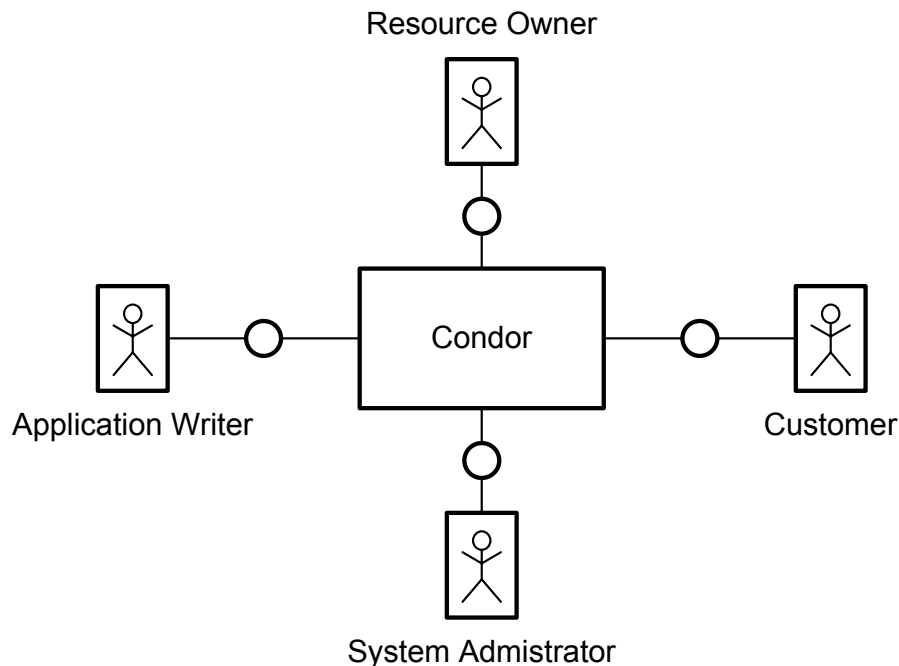 Resource Owner
Condor
Application Writer
Customer
System Admistrator